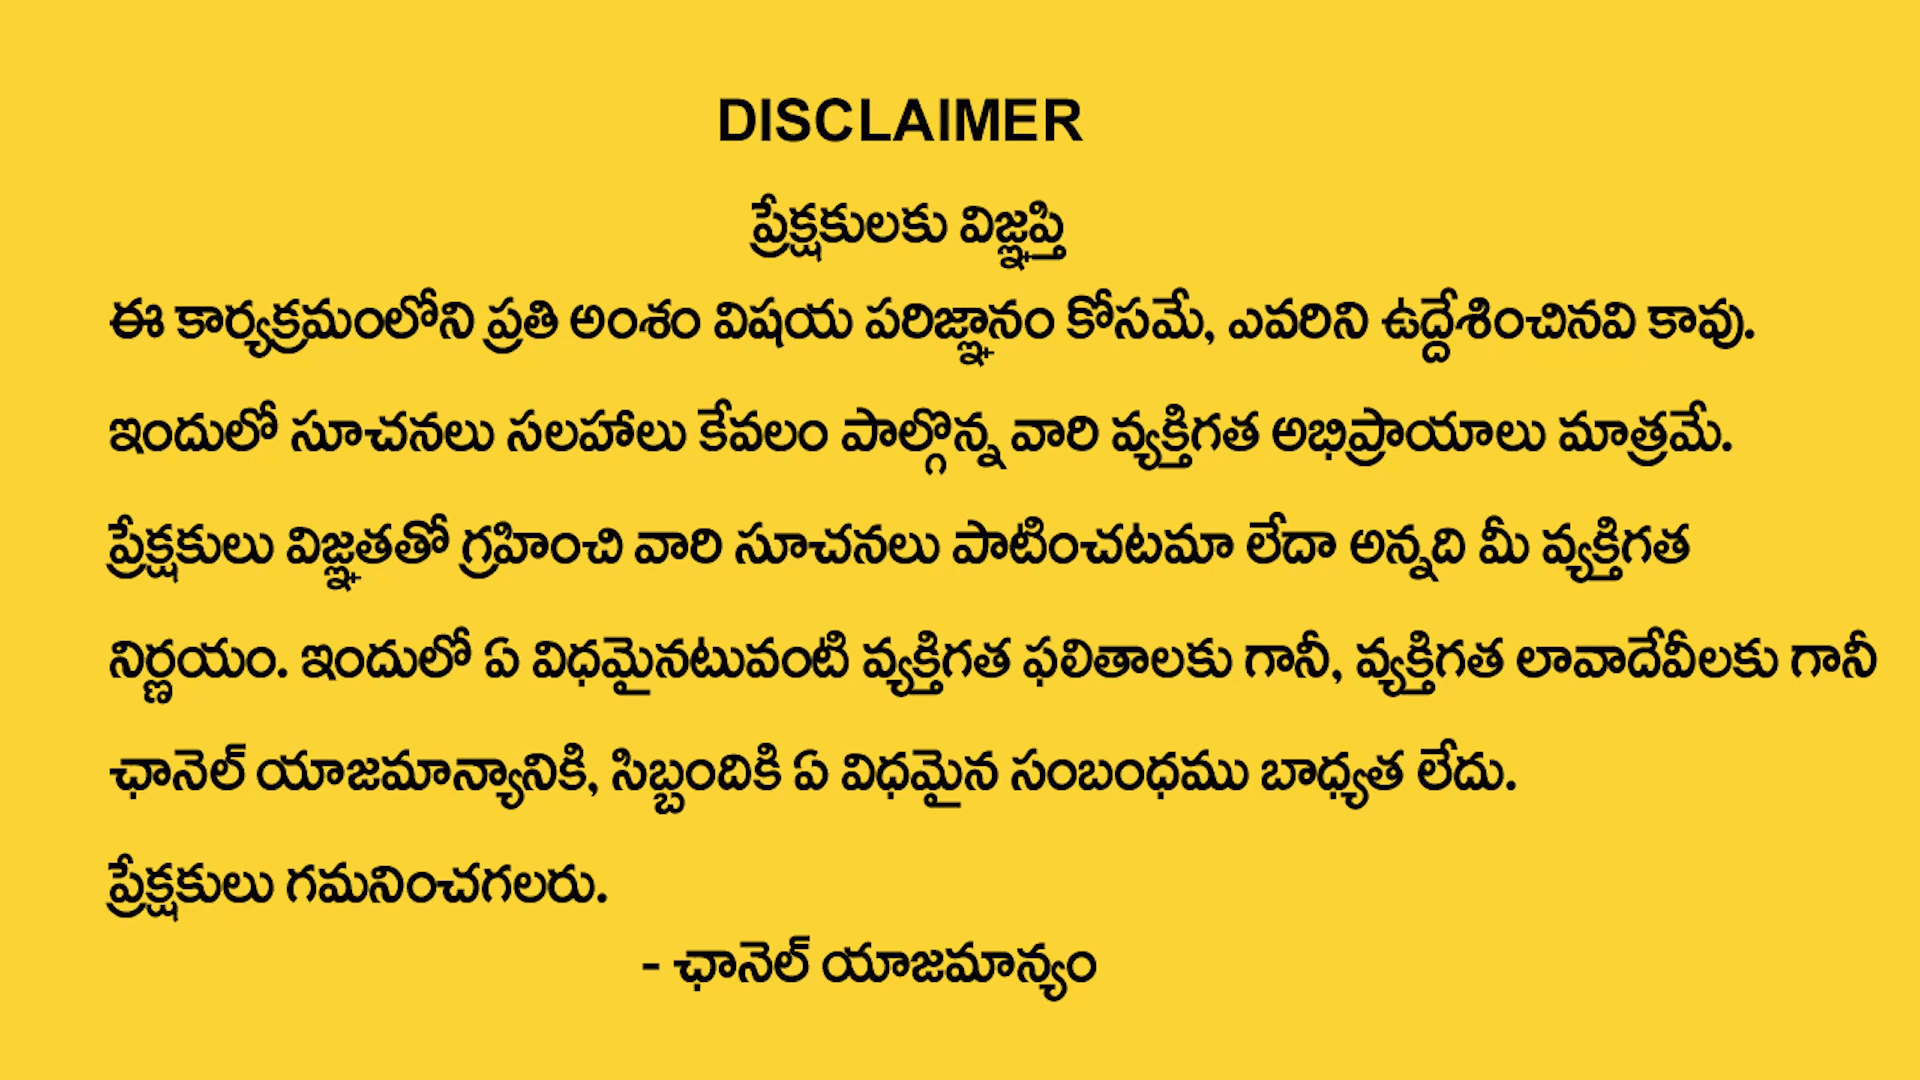 DISCLAIMER
ప్రేక్షకులకు విజ్ఞప్తి
ఈ కార్యక్రమంలోని ప్రతి అంశం విషయ పరిజ్ఞానం కోసమే, ఎవరిని ఉద్దేశించినవి కావు.
ఇందులో సూచనలు సలహాలు కేవలం పాల్గొన్న వారి వ్యక్తిగత అభిప్రాయాలు మాత్రమే.
ప్రేక్షకులు విజ్ఞతతో గ్రహించి వారి సూచనలు పాటించటమా లేదా అన్నది మీ వ్యక్తిగత
నిర్ణయం. ఇందులో ఏ విధమైనటువంటి వ్యక్తిగత ఫలితాలకు గానీ, వ్యక్తిగత లావాదేవీలకు గానీ
ఛానెల్ యాజమాన్యానికి, సిబ్బందికి ఏ విధమైన సంబంధము బాధ్యత లేదు.
ప్రేక్షకులు గమనించగలరు.
- ఛానెల్ యాజమాన్యం